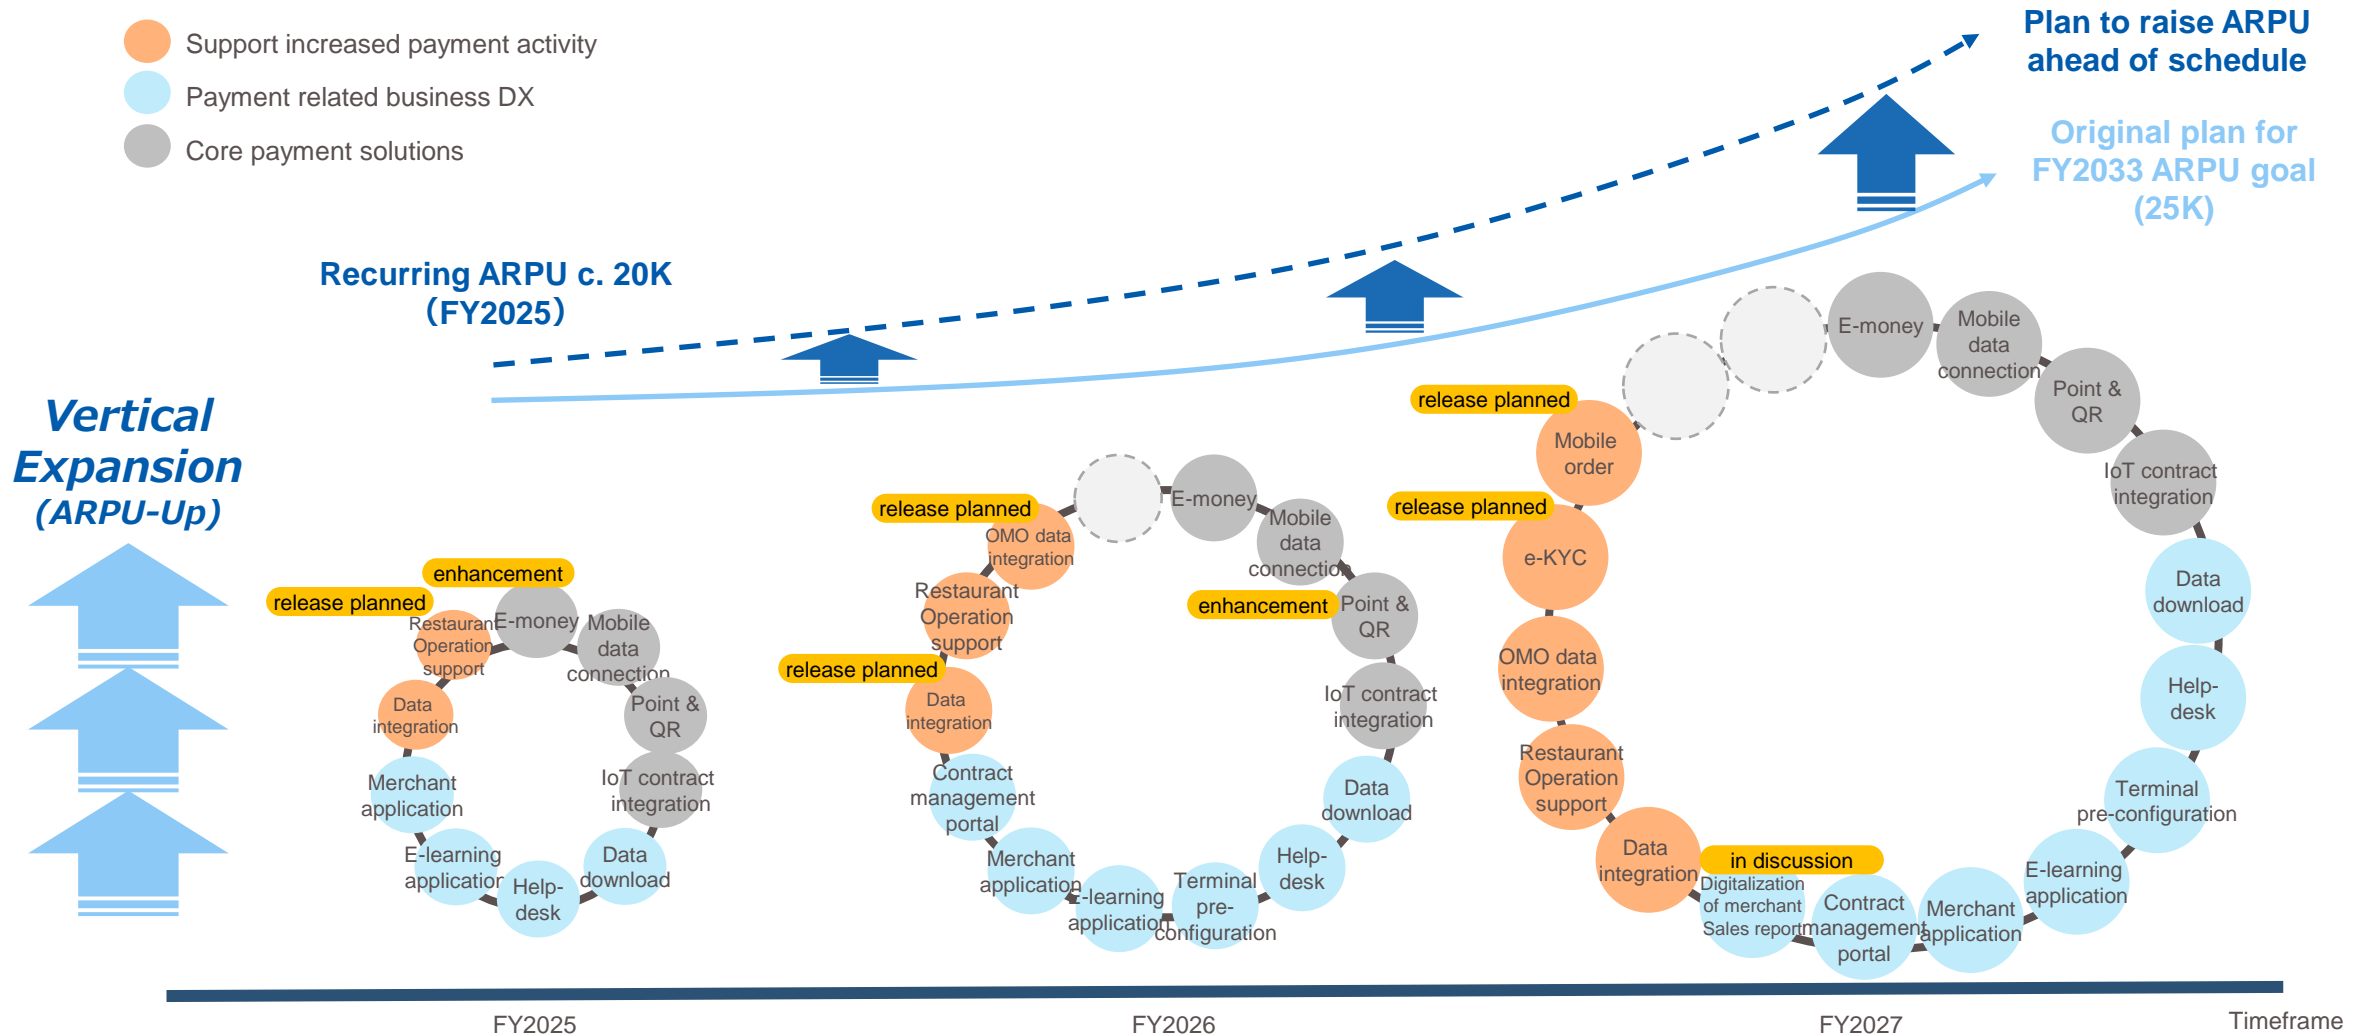 Support increased payment activity
Payment related business DX
Core payment solutions
Plan to raise ARPU
ahead of schedule
Original plan for
FY2033 ARPU goal
(25K)
Recurring ARPU c. 20K
(FY2025)
Vertical
Expansion
(ARPU-Up)
release planned
enhancement
Restaurant
Operation
support
E-money
Mobile
data
connection
Data
integration
Point &
QR
Merchant
application
IoT contract
integration
E-learning
application
Help-
desk
Data
download
release planned
OMO data
integration
E-money
Mobile
data
connection
Restaurant
Operation
support
enhancement
Point &
QR
release planned
Data
integration
IoT contract
integration
Contract
management
portal
Data
download
Merchant
application
E-learning
application
Terminal
pre-
configuration
Help-
desk
E-money
Mobile
data
connection
Point &
QR
release planned
Mobile
order
IoT contract
integration
release planned
e-KYC
Data
download
OMO data
integration
Help-
desk
Restaurant
Operation
support
Terminal
pre-configuration
Data
integration
in discussion
Digitalization
of merchant
Sales report
Contract
management
portal
Merchant
application
E-learning
application
FY2025
FY2026
FY2027
Timeframe